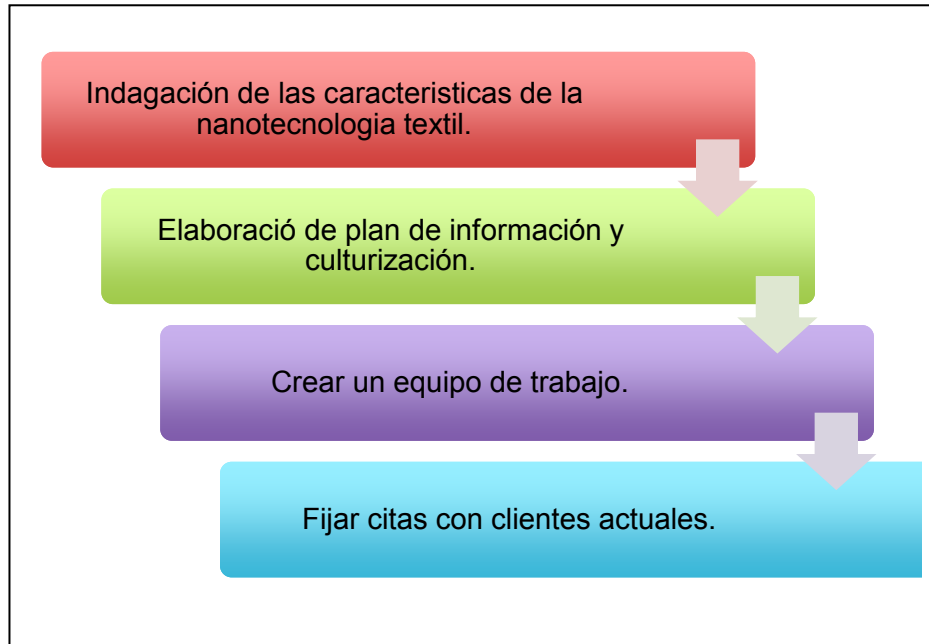 Indagación de las caracteristicas de la
nanotecnologia textil.
Elaboració de plan de información y
culturización.
Crear un equipo de trabajo.
Fijar citas con clientes actuales.